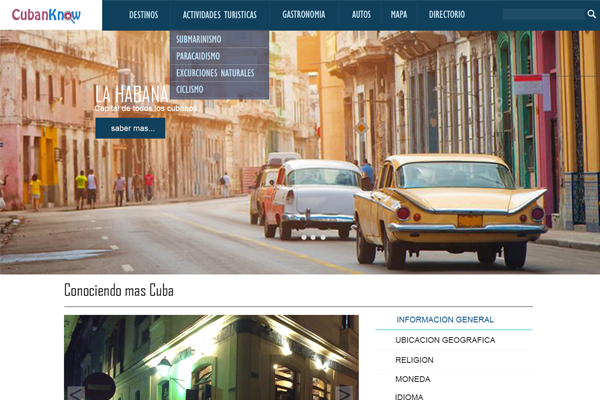 CubanKnow
DESTINOS
ACTIVIDADES TURISTICAS
GASTRONOMIA
AUTOS
MAPA
DIRECTORIO
SUBMARINISMO
PARACAIDISMO
EXCURCIONES NATURALES
CICLISMO
LA HABANA
Capital de todos los cubanos
saber mas...
Conociendo mas Cuba
INFORMACION GENERAL
UBICACION GEOGRAFICA
RELIGION
MONEDA
IDIOMA